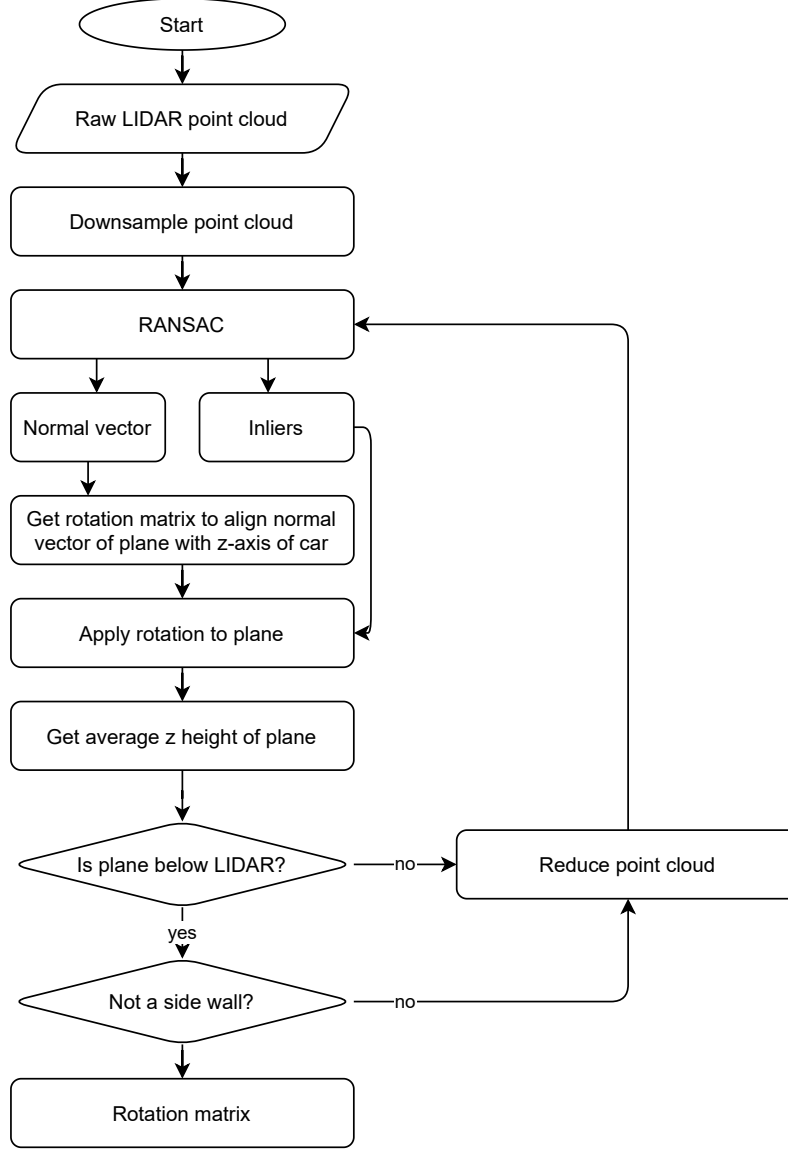 Start
Raw LIDAR point cloud
Downsample point cloud
RANSAC
Normal vector
Inliers
Get rotation matrix to align normal
vector of plane with z-axis of car
Apply rotation to plane
Get average z height of plane
Is plane below LIDAR?
no
Reduce point cloud
yes
Not a side wall?
no
Rotation matrix